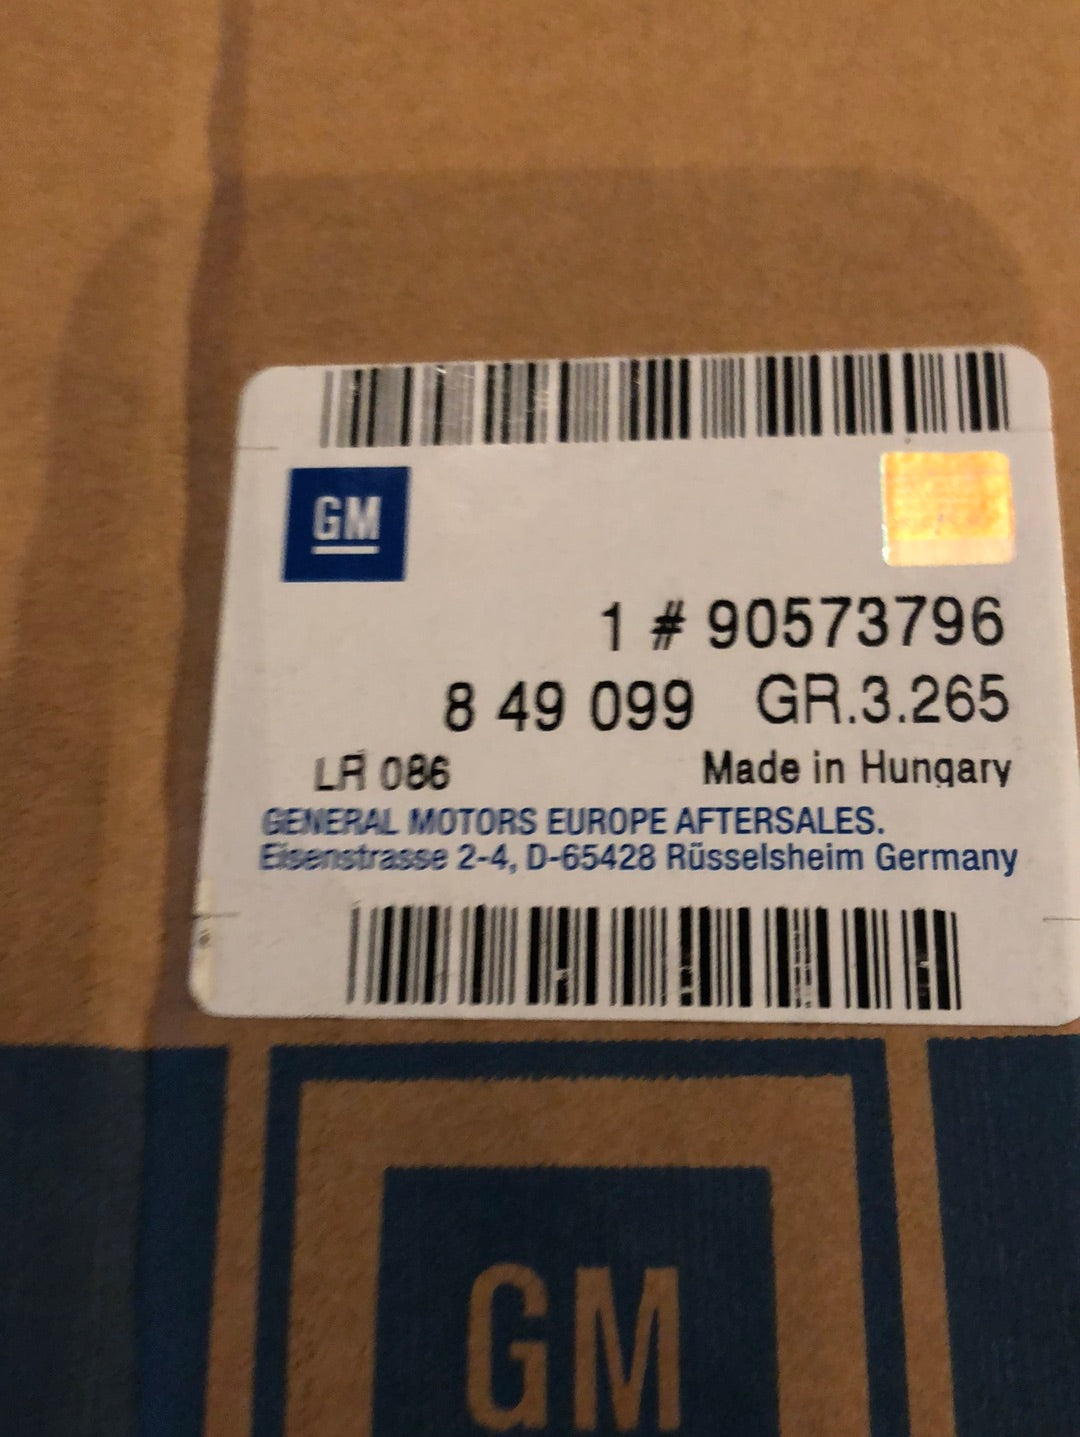 GM
1 # 90573796
8 49 099 GR.3.265
LR 086 Made in Hungary
GENERAL MOTORS EUROPE AFTERSALES.
Eisenstrasse 2-4, D-65428 Rüsselsheim Germany
GM